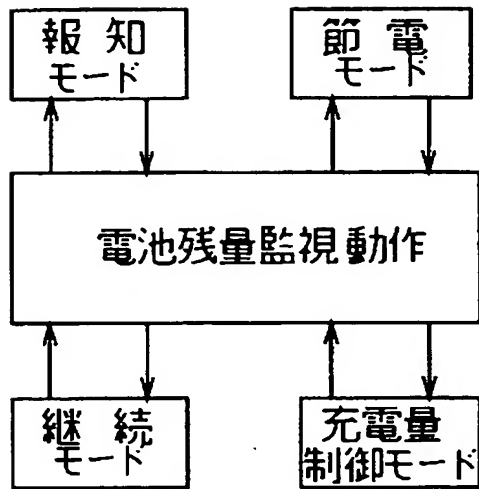 報知
モード
節電
モード
電池残量監視動作
継続
モード
充電量
制御モード